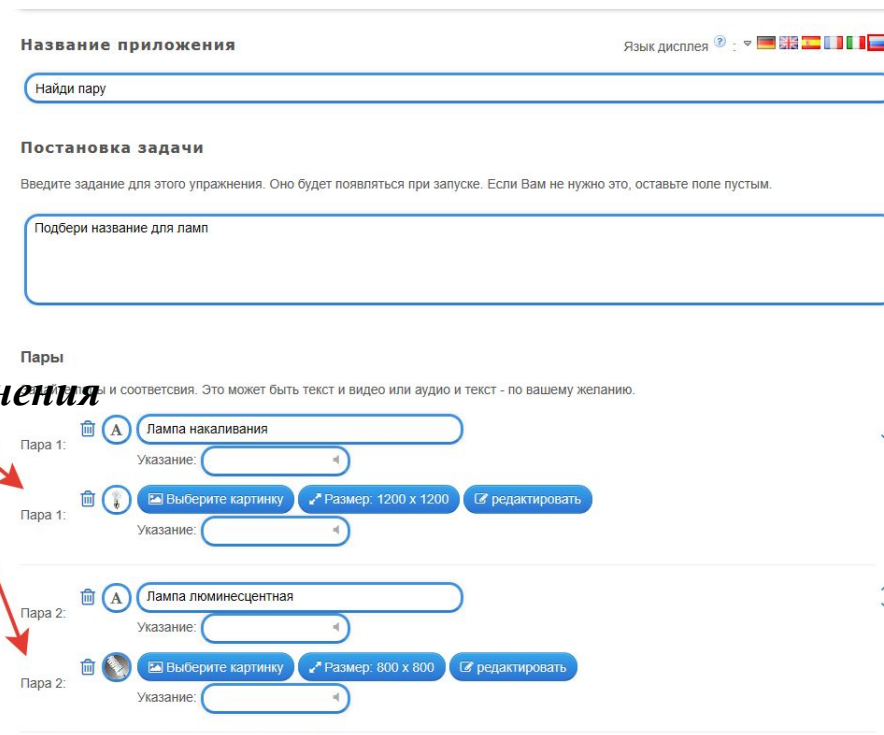 Название приложения
Язык дисплея ? :
Найди пару
Постановка задачи
Введите задание для этого упражнения. Оно будет появляться при запуске. Если Вам не нужно это, оставьте поле пустым.
Подбери название для ламп
Пары
и соответсвия. Это может быть текст и видео или аудио и текст - по вашему желанию.
нения
A Лампа накаливания
Пара 1:
Указание:
Выберите картинку Размер: 1200 x 1200 редактировать
Пара 1:
Указание:
A Лампа люминесцентная
Пара 2:
Указание:
Выберите картинку Размер: 800 x 800 редактировать
Пара 2:
Указание: